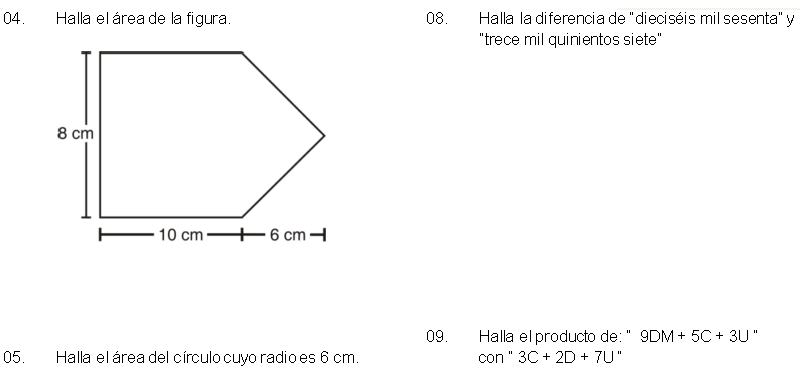 04. Halla el área de la figura.
8 cm
10 cm
6 cm
05. Halla el área del círculo cuyo radio es 6 cm.
08. Halla la diferencia de "dieciséis mil sesenta" y
"trece mil quinientos siete"
09. Halla el producto de: " 9DM + 5C + 3U "
con " 3C + 2D + 7U "